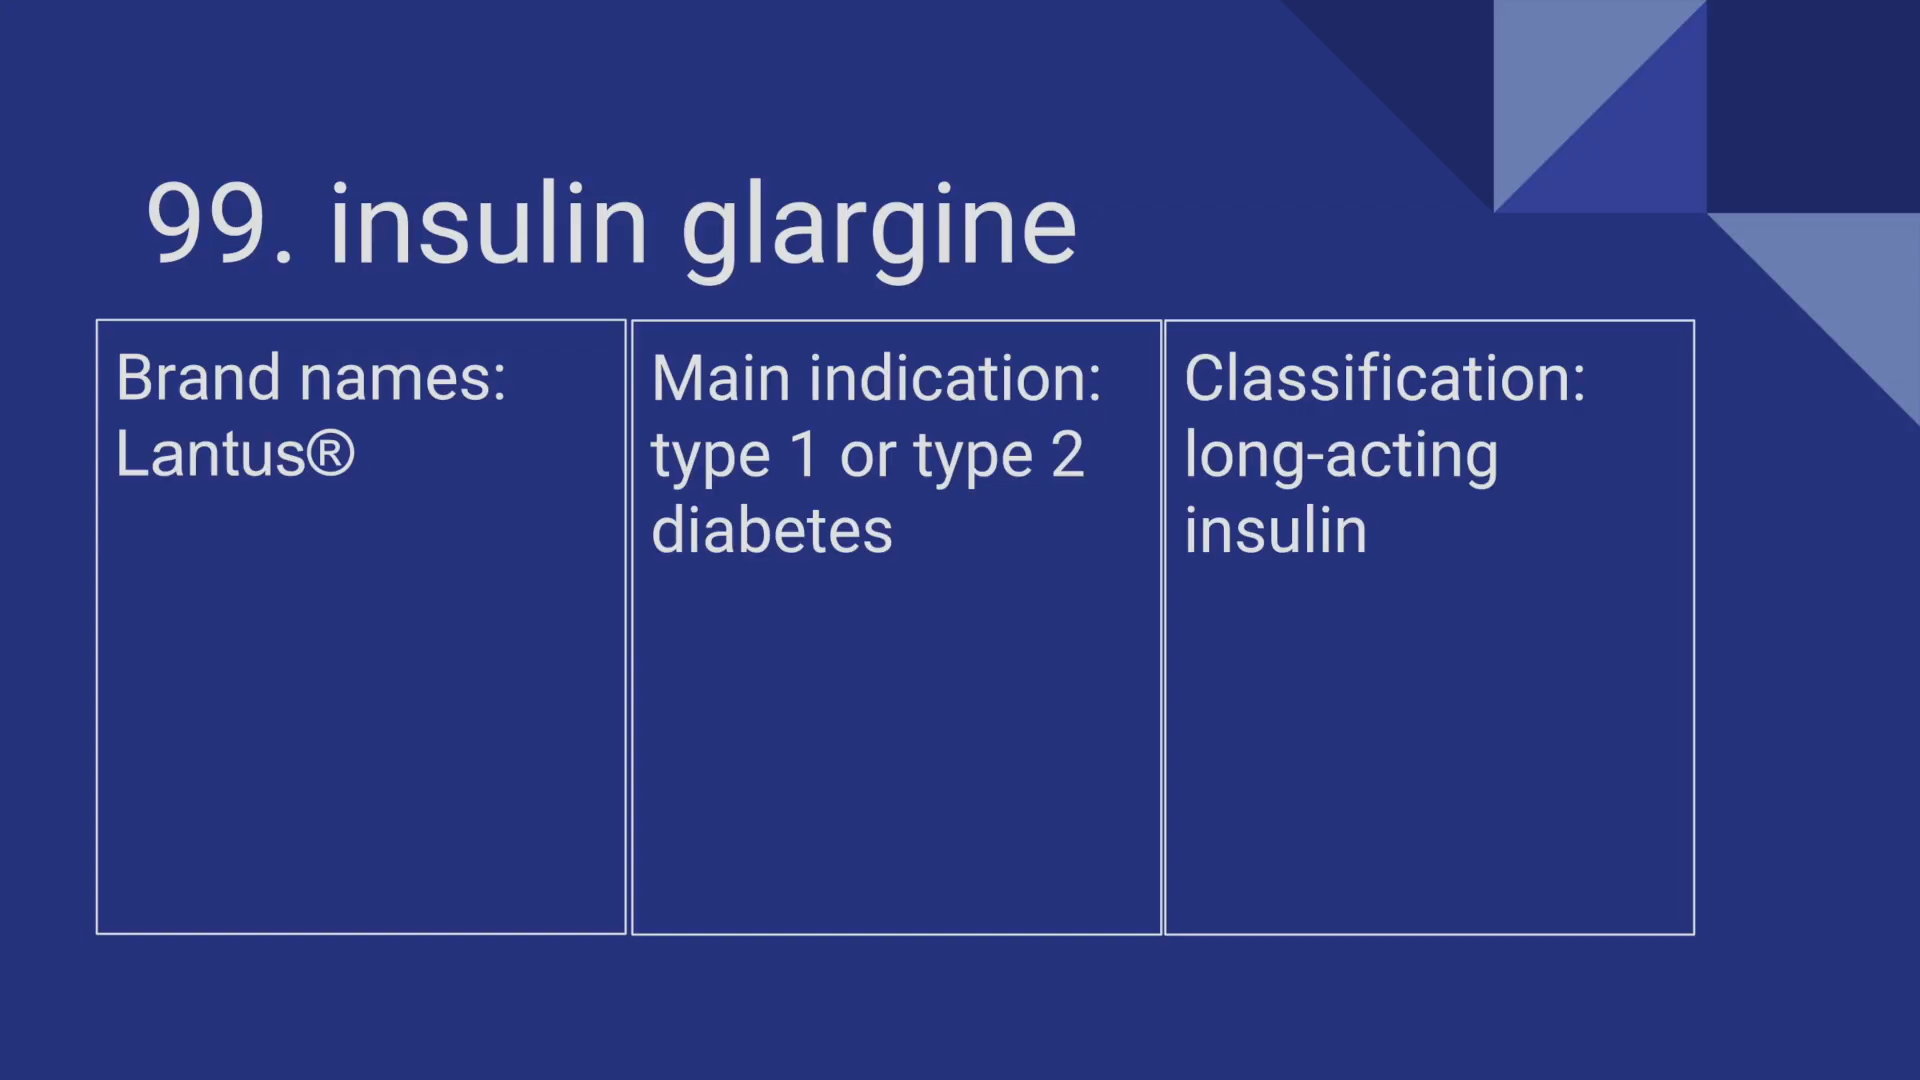 99. insulin glargine
Brand names:
Lantus®
Main indication:
type 1 or type 2
diabetes
Classification:
long-acting
insulin